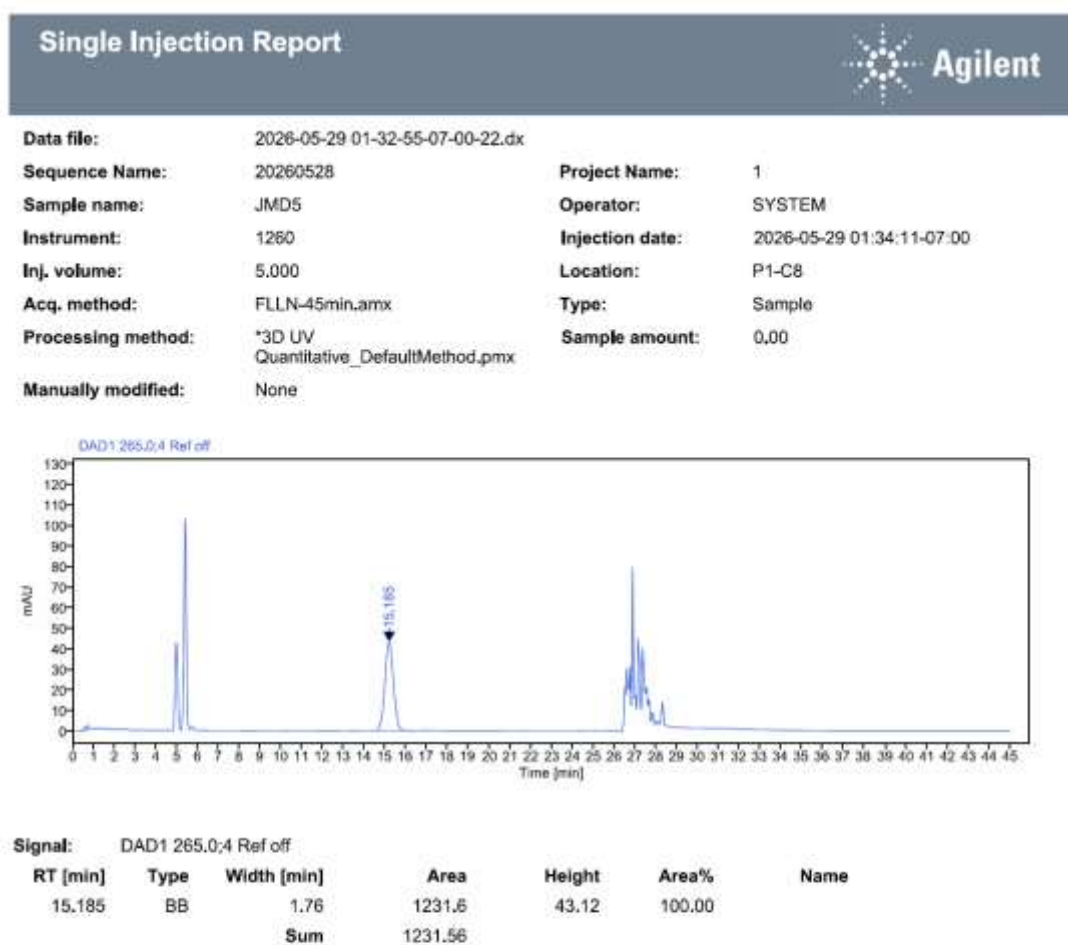 Single Injection Report
Agilent
Data file: 2026-05-29 01-32-55-07-00-22.dx
Sequence Name: 20260528 Project Name: 1
Sample name: JMD5 Operator: SYSTEM
Instrument: 1260 Injection date: 2026-05-29 01:34:11-07:00
Inj. volume: 5.000 Location: P1-C8
Acq. method: FLLN-45min.amx Type: Sample
Processing method: *3D UV Quantitative_DefaultMethod.pmx Sample amount: 0.00
Manually modified: None
DAD1 265.0;4 Ref off
130
120
110
100
90
80
70
60
50
40
30
20
10
0
mAU
15.185
0 1 2 3 4 5 6 7 8 9 10 11 12 13 14 15 16 17 18 19 20 21 22 23 24 25 26 27 28 29 30 31 32 33 34 35 36 37 38 39 40 41 42 43 44 45
Time [min]
Signal: DAD1 265.0;4 Ref off
RT [min] Type Width [min] Area Height Area% Name
15.185 BB 1.76 1231.6 43.12 100.00
Sum 1231.56